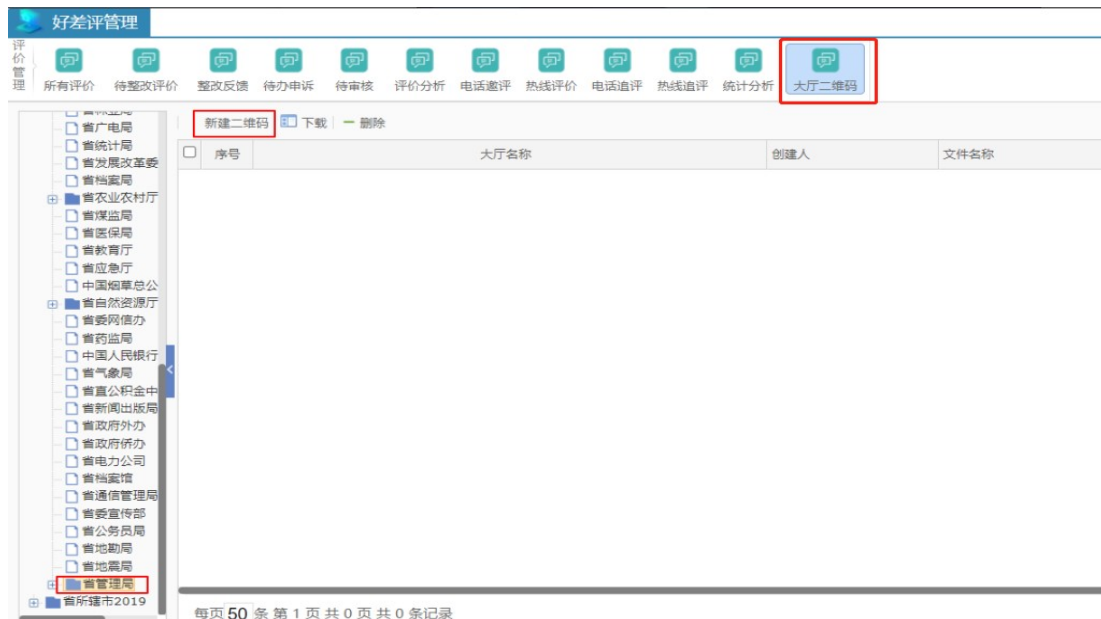 好差评管理
评价管理
所有评价 待整改评价 整改反馈 待办申诉 待审核 评价分析 电话邀评 热线评价 电话追评 热线追评 统计分析 大厅二维码
新建二维码 下载 删除
序号 大厅名称 创建人 文件名称
省广电局
省统计局
省发展改革委
省档案局
省农业农村厅
省煤监局
省医保局
省教育厅
省应急厅
中国烟草总公
省自然资源厅
省委网信办
省药监局
中国人民银行
省气象局
省直公积金中
省新闻出版局
省政府外办
省政府侨办
省电力公司
省档案馆
省通信管理局
省委宣传部
省公务员局
省地勘局
省地震局
省管理局
省所辖市2019
每页 50 条 第 1 页 共 0 页 共 0 条记录